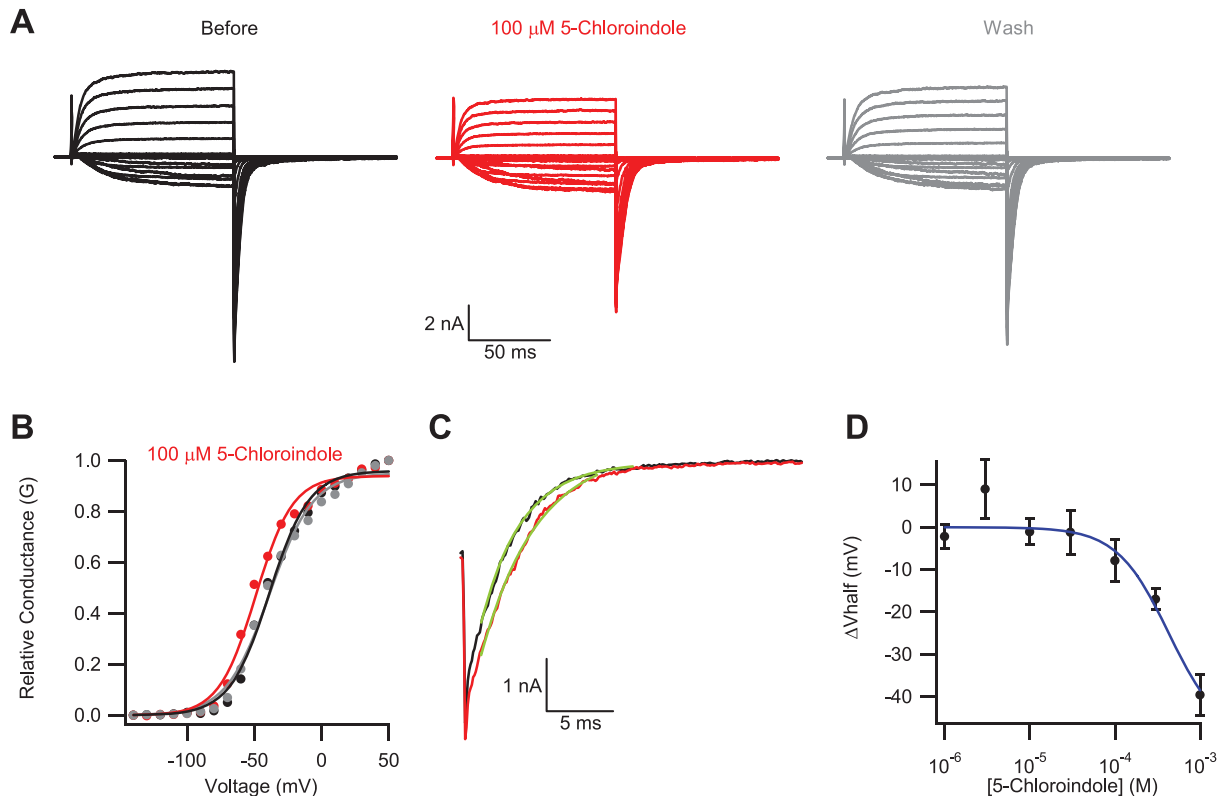 A
Before
100 μM 5-Chloroindole
Wash
2 nA
50 ms
B
100 μM 5-Chloroindole
Relative Conductance (G)
1.0
0.8
0.6
0.4
0.2
0.0
-100
-50
0
50
Voltage (mV)
C
1 nA
5 ms
D
ΔVhalf (mV)
10
0
-10
-20
-30
-40
10⁻⁶
10⁻⁵
10⁻⁴
10⁻³
[5-Chloroindole] (M)